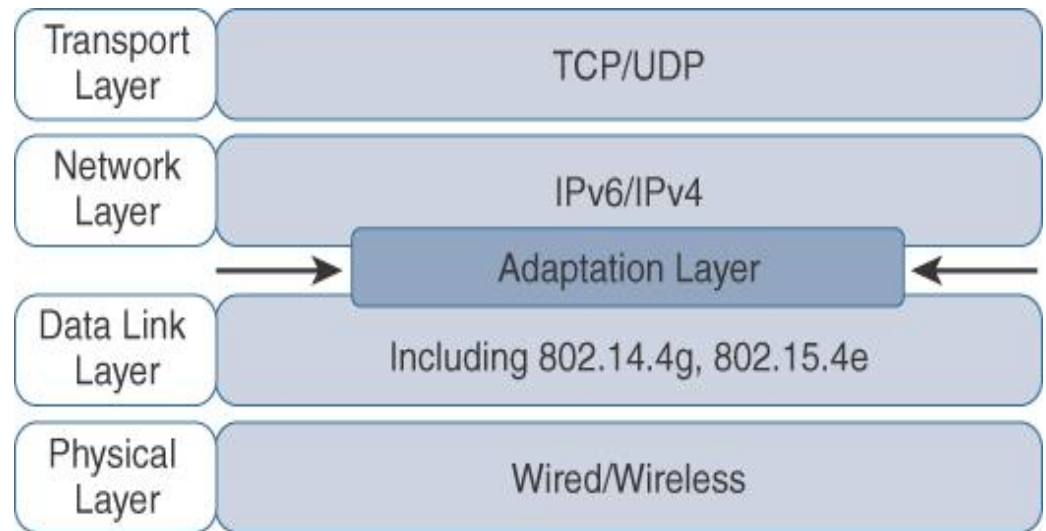 Transport
Layer
TCP/UDP
Network
Layer
IPv6/IPv4
Adaptation Layer
Data Link
Layer
Including 802.14.4g, 802.15.4e
Physical
Layer
Wired/Wireless